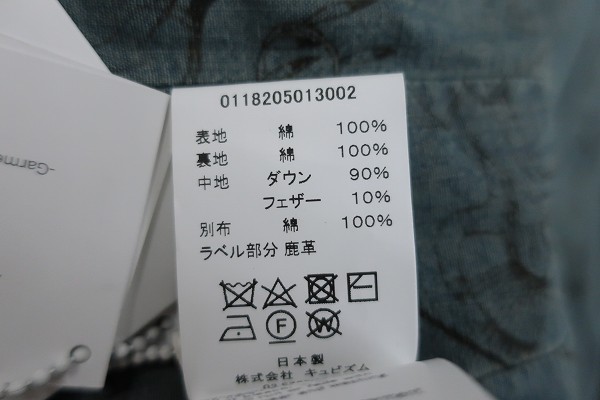 -Garme
0118205013002
表地 綿 100%
裏地 綿 100%
中地 ダウン 90%
フェザー 10%
別布 綿 100%
ラベル部分 鹿革
F W
日本製
株式会社 キュビズム